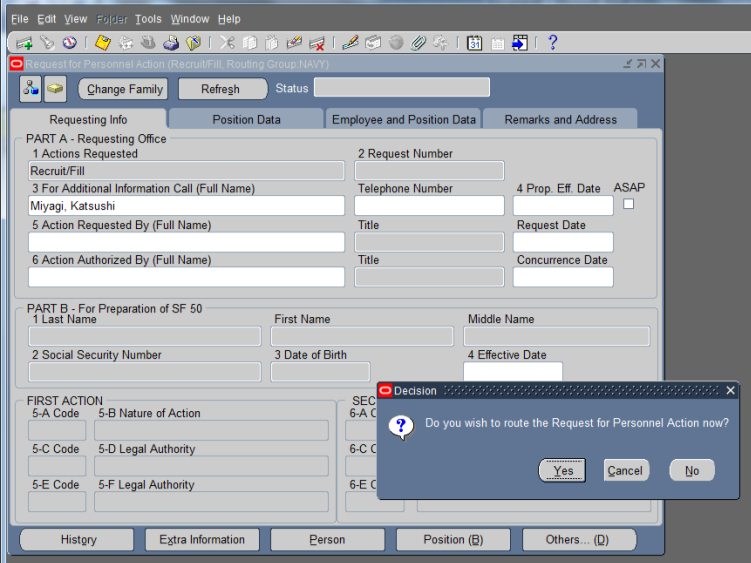 File Edit View Folder Tools Window Help
Request for Personnel Action (Recruit/Fill, Routing Group:NAVY)
Change Family Refresh Status
Requesting Info Position Data Employee and Position Data Remarks and Address
PART A - Requesting Office
1 Actions Requested 2 Request Number
Recruit/Fill
3 For Additional Information Call (Full Name) Telephone Number 4 Prop. Eff. Date ASAP
Miyagi, Katsushi
5 Action Requested By (Full Name) Title Request Date
6 Action Authorized By (Full Name) Title Concurrence Date
PART B - For Preparation of SF 50
1 Last Name First Name Middle Name
2 Social Security Number 3 Date of Birth 4 Effective Date
Decision
Do you wish to route the Request for Personnel Action now?
Yes Cancel No
FIRST ACTION SEC
5-A Code 5-B Nature of Action 6-A C
5-C Code 5-D Legal Authority 6-C C
5-E Code 5-F Legal Authority 6-E C
History Extra Information Person Position (B) Others... (D)